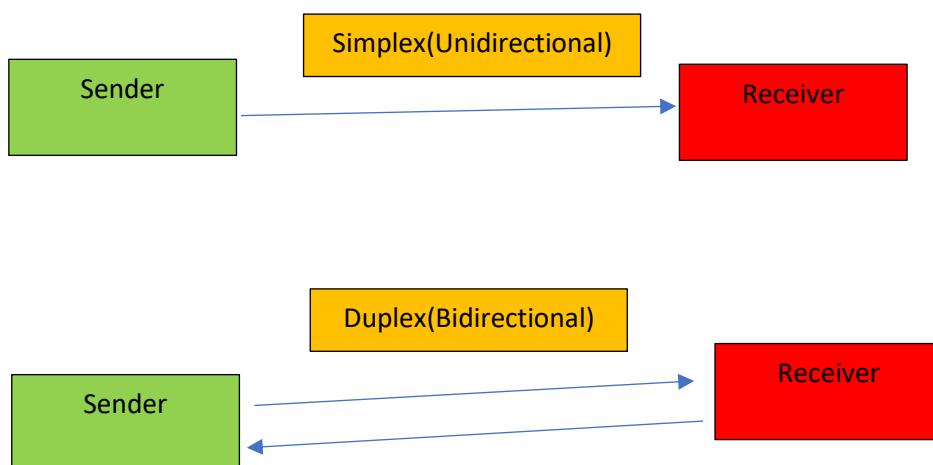 Simplex(Unidirectional)
Sender
Receiver
Duplex(Bidirectional)
Receiver
Sender